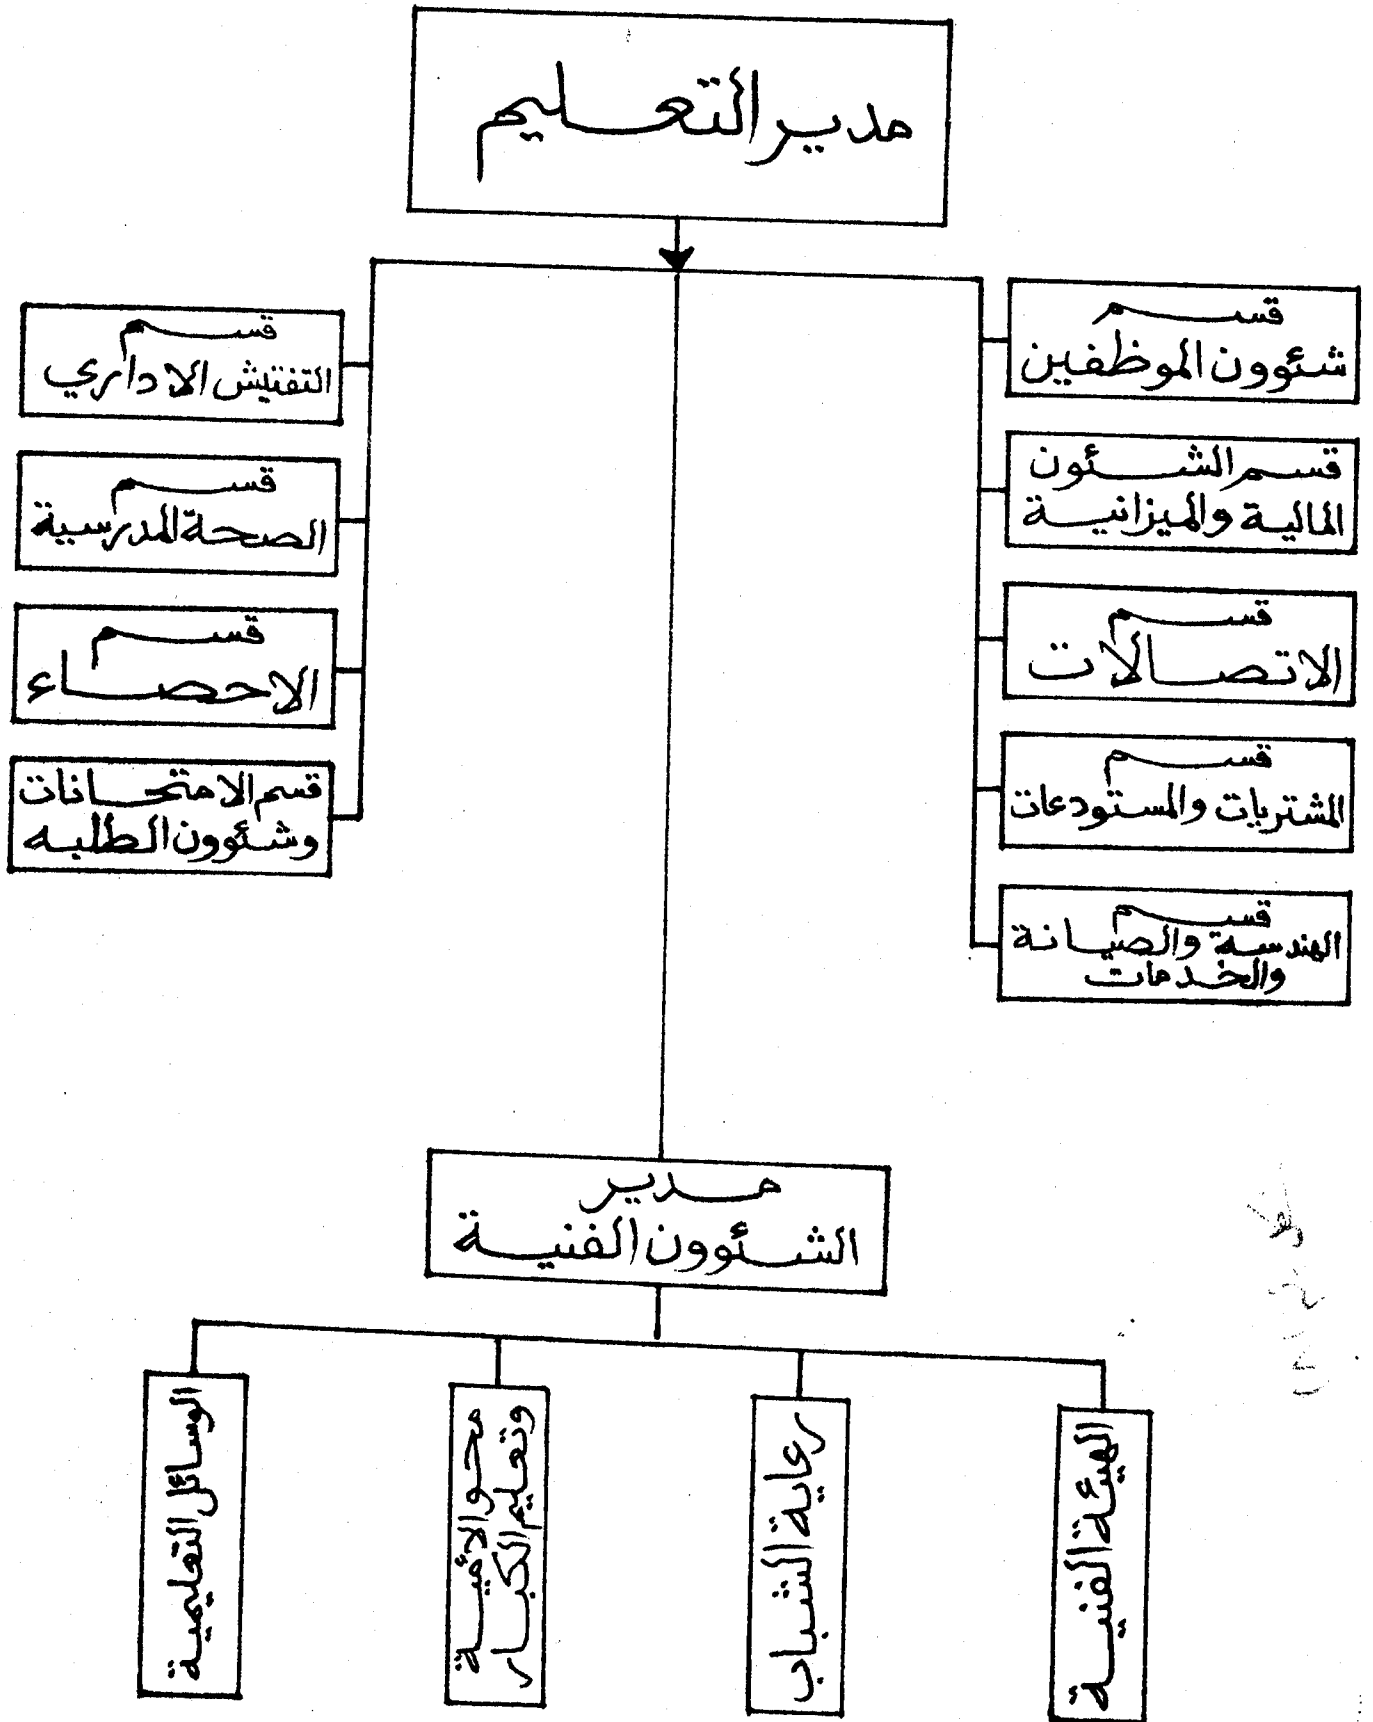 مدير التعليم
قسم
شئوون الموظفين
قسم الشئون
المالية والميزانية
قسم
الاتصالات
قسم
المشتريات والمستودعات
قسم
الهندسة والصيانة
والخدمات
قسم
التفتيش الاداري
قسم
الصحة المدرسية
قسم
الاحصاء
قسم الامتحانات
وشئوون الطلبه
مدير
الشئوون الفنية
الهيئة الفنية
رعاية الشباب
محو الأمية
وتعليم الكبار
الوسائل التعليمية